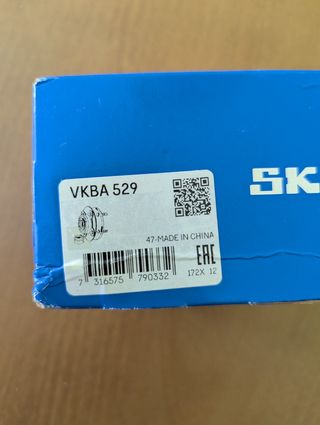 VKBA 529
SK
47-MADE IN CHINA
EAC
7 316575 790332
172X 12